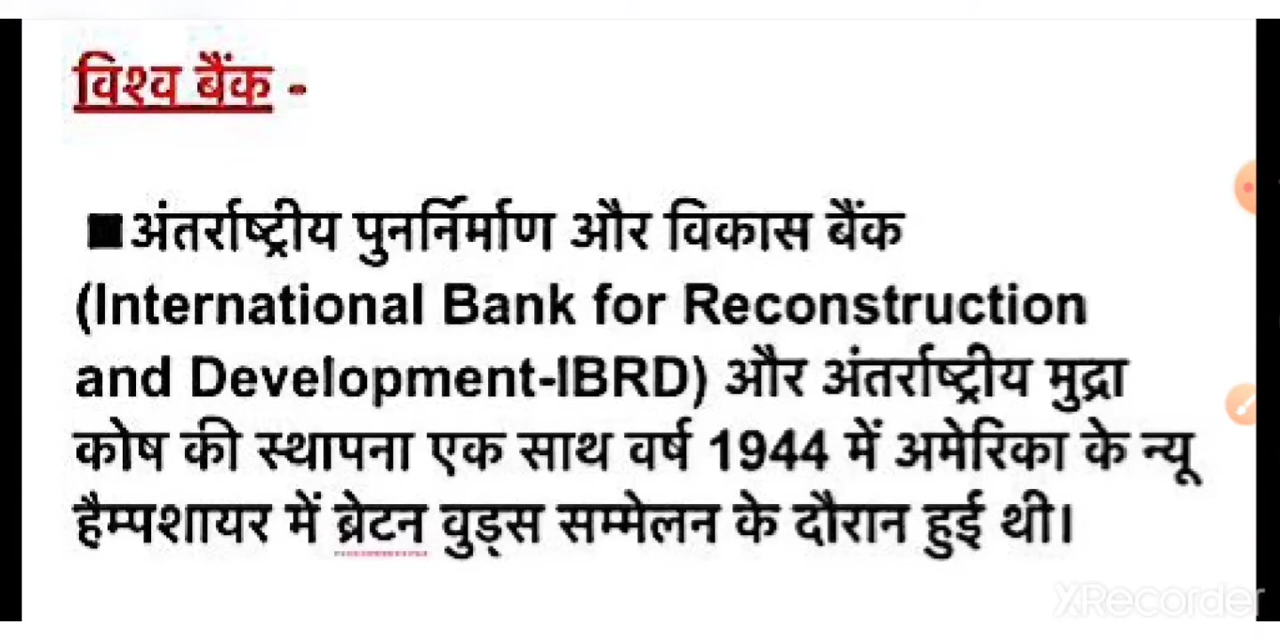 विश्व बैंक -
■अंतर्राष्ट्रीय पुनर्निर्माण और विकास बैंक
(International Bank for Reconstruction
and Development-IBRD) और अंतर्राष्ट्रीय मुद्रा
कोष की स्थापना एक साथ वर्ष 1944 में अमेरिका के न्यू
हैम्पशायर में ब्रेटन वुड्स सम्मेलन के दौरान हुई थी।
XRecorder